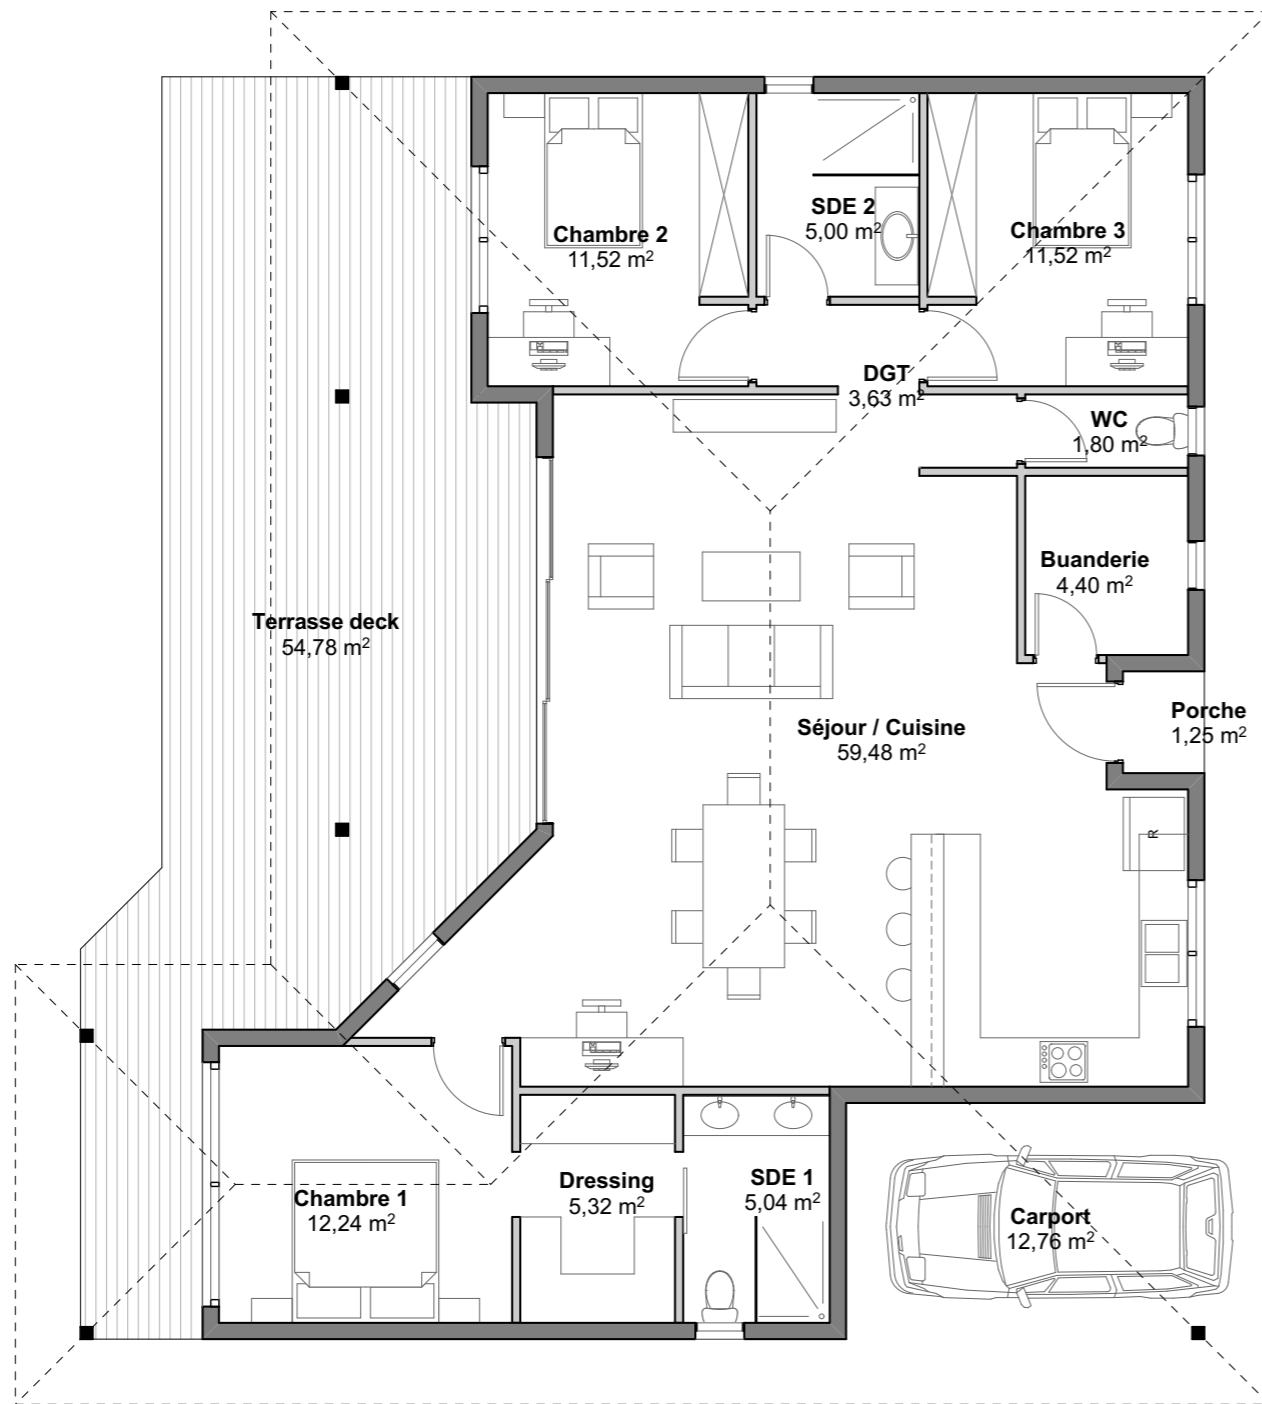 SDE 2
5,00 m²
Chambre 2
11,52 m²
Chambre 3
11,52 m²
DGT
3,63 m²
WC
1,80 m²
Buanderie
4,40 m²
Terrasse deck
54,78 m²
Porche
1,25 m²
Séjour / Cuisine
59,48 m²
R
Dressing
5,32 m²
SDE 1
5,04 m²
Chambre 1
12,24 m²
Carport
12,76 m²